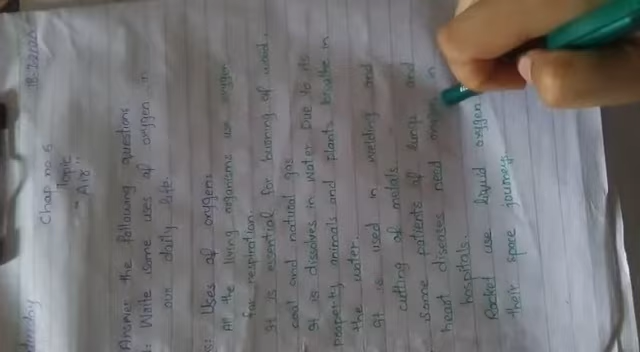 Chap no 6
Topic
"Air"
Answer the following questions
Write some uses of oxygen in
our daily life.
Uses of oxygen:
All the living organisms use oxygen
for respiration.
It is essential for burning of wood,
coal and natural gas
It is dissolves in water Due to its
property animals and plants breathe in
the water.
It is used in welding and
cutting of metals.
Some patients of lungs and
heart diseases need oxygen in
hospitals.
Rocket use liquid oxygen
their space journey